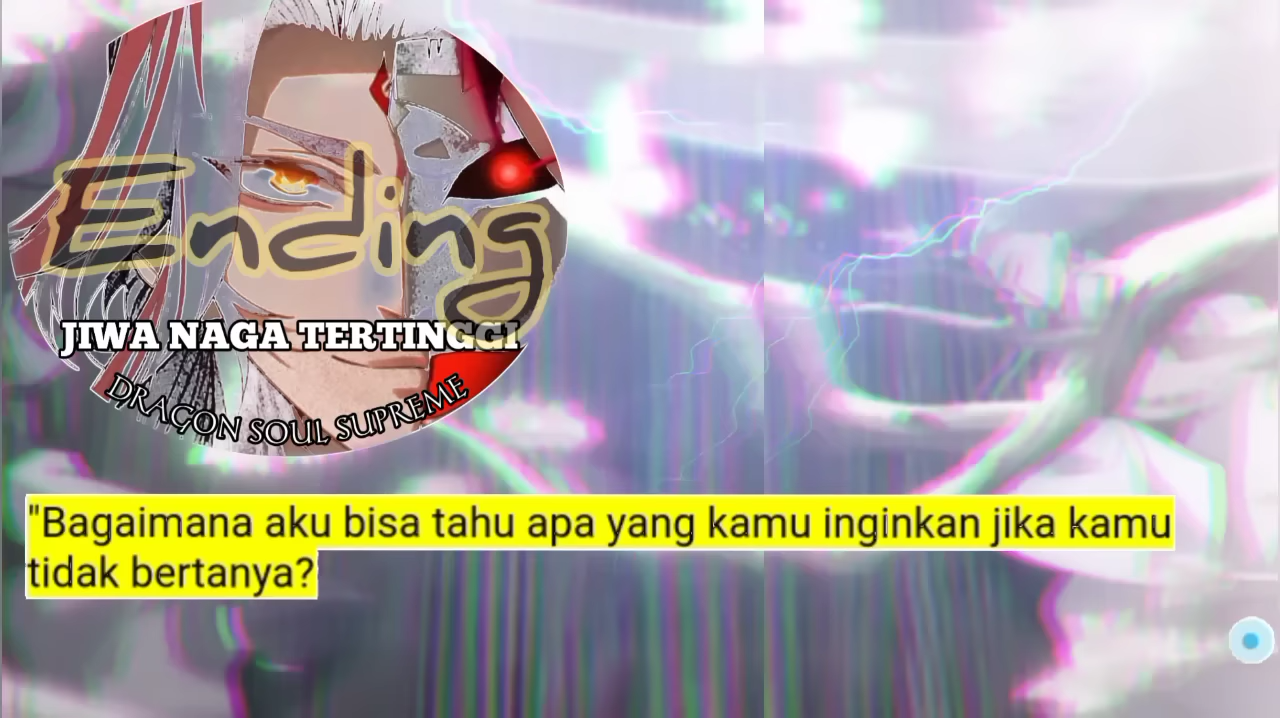 Ending
JIWA NAGA TERTINGGI
DRAGON SOUL SUPREME
"Bagaimana aku bisa tahu apa yang kamu inginkan jika kamu
tidak bertanya?